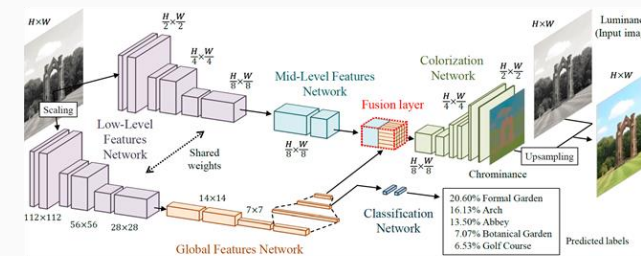 H×W
Scaling
H/2 × W/2
H/4 × W/4
H/8 × W/8
Low-Level
Features
Network
Shared
weights
112×112
56×56
28×28
14×14
7×7
Global Features Network
Mid-Level Features
Network
H/8 × W/8
Fusion layer
H/8 × W/8
Colorization
Network
H/4 × W/4
H/2 × W/2
Chrominance
Classification
Network
20.60% Formal Garden
16.13% Arch
13.50% Abbey
7.07% Botanical Garden
6.53% Golf Course
Predicted labels
H×W
Luminan
(Input ima
H×W
Upsampling